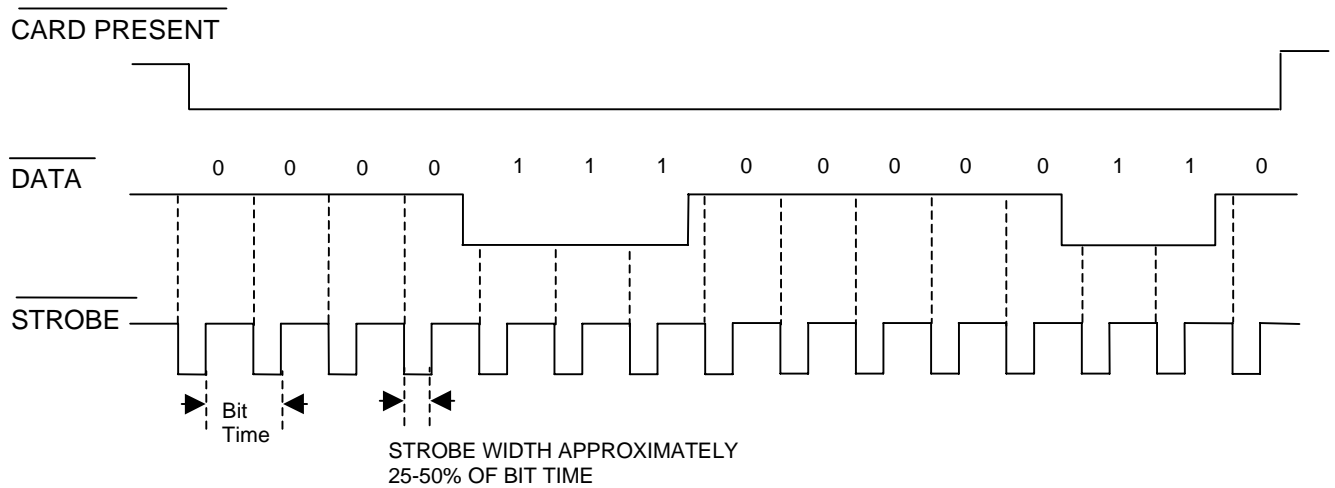 CARD PRESENT
0 0 0 0 1 1 1 0 0 0 0 0 1 1 0
DATA
STROBE
Bit
Time
STROBE WIDTH APPROXIMATELY
25-50% OF BIT TIME